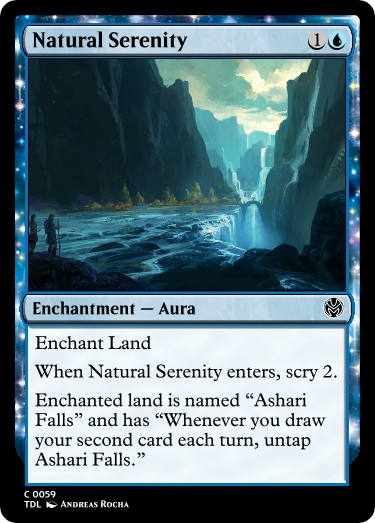 Natural Serenity 1
Enchantment — Aura
Enchant Land
When Natural Serenity enters, scry 2.
Enchanted land is named “Ashari
Falls” and has “Whenever you draw
your second card each turn, untap
Ashari Falls.”
C 0059
TDL Andreas Rocha